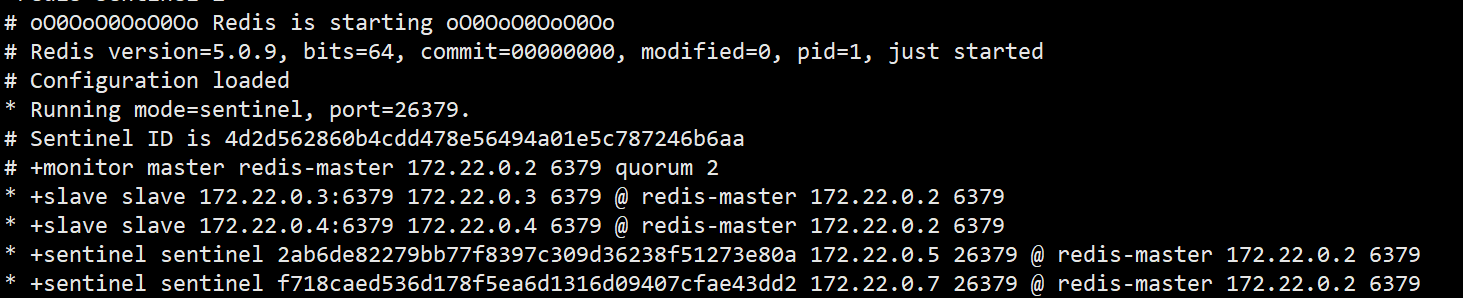 # oO0OoO0OoO0Oo Redis is starting oO0OoO0OoO0Oo
# Redis version=5.0.9, bits=64, commit=00000000, modified=0, pid=1, just started
# Configuration loaded
* Running mode=sentinel, port=26379.
# Sentinel ID is 4d2d562860b4cdd478e56494a01e5c787246b6aa
# +monitor master redis-master 172.22.0.2 6379 quorum 2
* +slave slave 172.22.0.3:6379 172.22.0.3 6379 @ redis-master 172.22.0.2 6379
* +slave slave 172.22.0.4:6379 172.22.0.4 6379 @ redis-master 172.22.0.2 6379
* +sentinel sentinel 2ab6de82279bb77f8397c309d36238f51273e80a 172.22.0.5 26379 @ redis-master 172.22.0.2 6379
* +sentinel sentinel f718caed536d178f5ea6d1316d09407cfae43dd2 172.22.0.7 26379 @ redis-master 172.22.0.2 6379